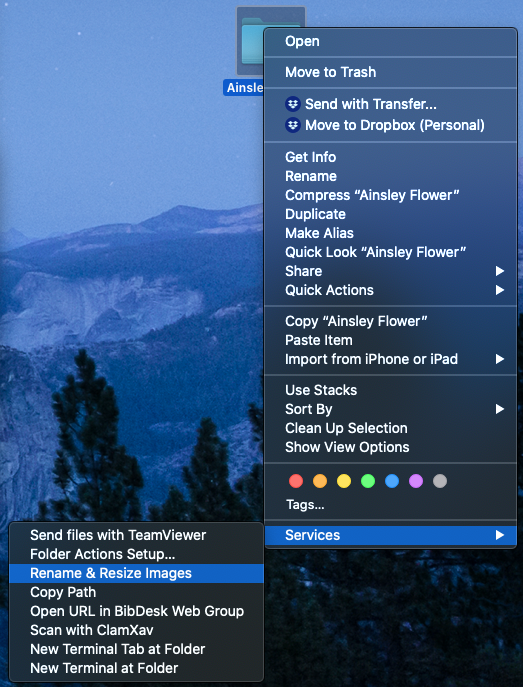 Ainsley
Open
Move to Trash
Send with Transfer...
Move to Dropbox (Personal)
Get Info
Rename
Compress “Ainsley Flower”
Duplicate
Make Alias
Quick Look “Ainsley Flower”
Share
Quick Actions
Copy “Ainsley Flower”
Paste Item
Import from iPhone or iPad
Use Stacks
Sort By
Clean Up Selection
Show View Options
Tags...
Services
Send files with TeamViewer
Folder Actions Setup...
Rename & Resize Images
Copy Path
Open URL in BibDesk Web Group
Scan with ClamXav
New Terminal Tab at Folder
New Terminal at Folder